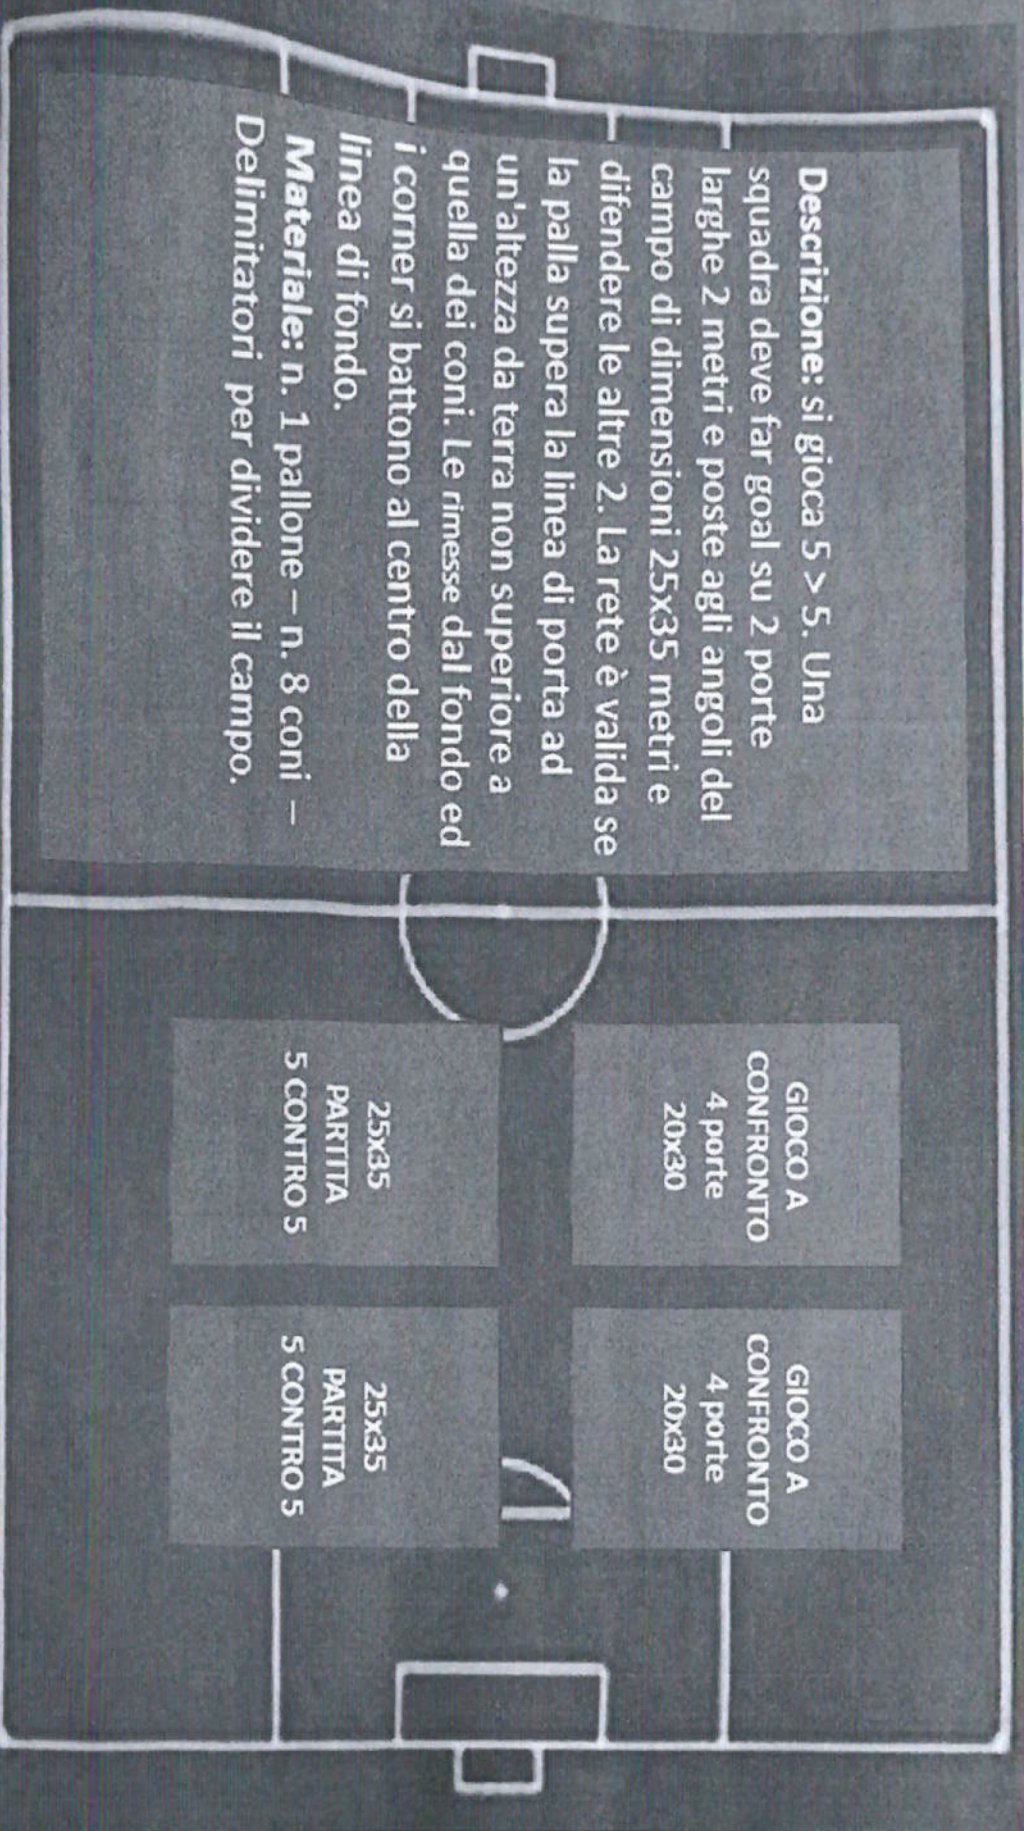 Descrizione: si gioca 5 > 5. Una
squadra deve far goal su 2 porte
larghe 2 metri e poste agli angoli del
campo di dimensioni 25x35 metri e
difendere le altre 2. La rete è valida se
la palla supera la linea di porta ad
un'altezza da terra non superiore a
quella dei coni. Le rimesse dal fondo ed
i corner si battono al centro della
linea di fondo.
Materiale: n. 1 pallone – n. 8 coni –
Delimitatori per dividere il campo.
GIOCO A
CONFRONTO
4 porte
20x30
GIOCO A
CONFRONTO
4 porte
20x30
25x35
PARTITA
5 CONTRO 5
25x35
PARTITA
5 CONTRO 5